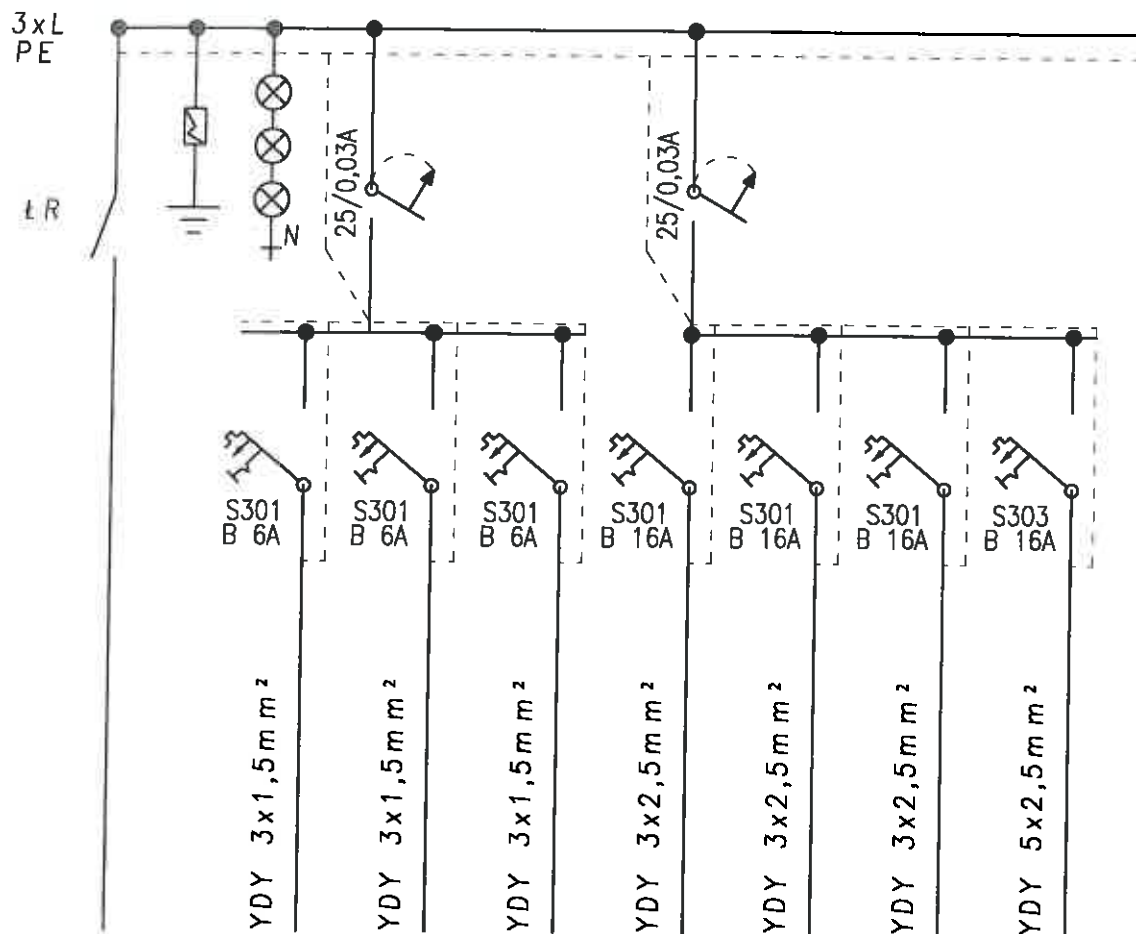 3xL
PE
ŁR
N
25/0,03A
25/0,03A
S301
B 6A
S301
B 6A
S301
B 6A
S301
B 16A
S301
B 16A
S301
B 16A
S303
B 16A
YDY 3x1,5mm²
YDY 3x1,5mm²
YDY 3x1,5mm²
YDY 3x2,5mm²
YDY 3x2,5mm²
YDY 3x2,5mm²
YDY 5x2,5mm²